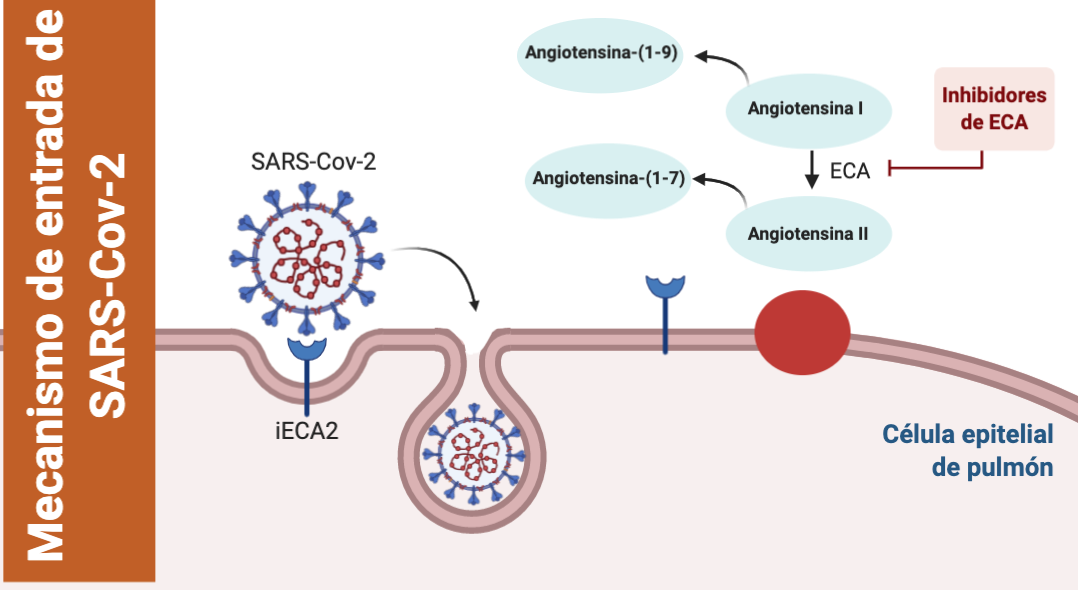 Mecanismo de entrada de
SARS-Cov-2
SARS-Cov-2
iECA2
Angiotensina-(1-9)
Angiotensina I
Inhibidores
de ECA
ECA
Angiotensina-(1-7)
Angiotensina II
Célula epitelial
de pulmón